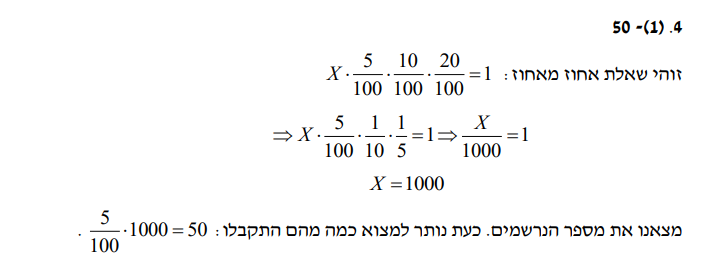 4. (1)- 50
זוהי שאלת אחוז מאחוז : X · 5/100 · 10/100 · 20/100 = 1
⇒ X · 5/100 · 1/10 · 1/5 = 1 ⇒ X/1000 = 1
X = 1000
מצאנו את מספר הנרשמים. כעת נותר למצוא כמה מהם התקבלו : 5/100 · 1000 = 50 .